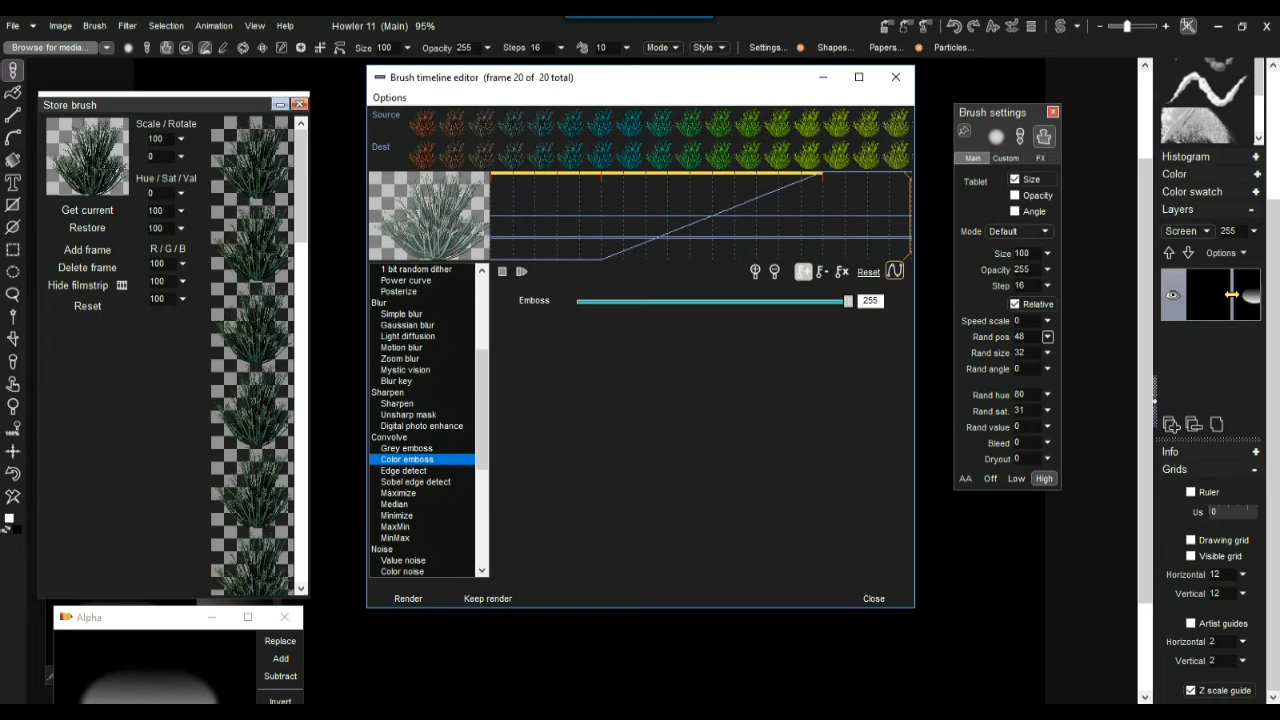 File Image Brush Filter Selection Animation View Help Howler 11 (Main) 95%
Browse for media... Size 100 Opacity 255 Steps 16 10 Mode Style Settings... Shapes... Papers... Particles...
Store brush
Scale / Rotate
100
0
Hue / Sat / Val
0
Get current 100
Restore 100
Add frame R / G / B
Delete frame 100
Hide filmstrip 100
Reset 100
Alpha
Replace
Add
Subtract
Invert
Brush timeline editor (frame 20 of 20 total)
Options
Source
Dest
1 bit random dither
Power curve
Posterize
Blur
Simple blur
Gaussian blur
Light diffusion
Motion blur
Zoom blur
Mystic vision
Blur key
Sharpen
Sharpen
Unsharp mask
Digital photo enhance
Convolve
Grey emboss
Color emboss
Edge detect
Sobel edge detect
Maximize
Median
Minimize
MaxMin
MinMax
Noise
Value noise
Color noise
Reset
Emboss 255
Render Keep render Close
Brush settings
Main Custom FX
Tablet Size
Opacity
Angle
Mode Default
Size 100
Opacity 255
Step 16
Relative
Speed scale 0
Rand pos 48
Rand size 32
Rand angle 0
Rand hue 80
Rand sat. 31
Rand value 0
Bleed 0
Dryout 0
AA Off Low High
Histogram
Color
Color swatch
Layers
Screen 255
Options
Info
Grids
Ruler
Us 0
Drawing grid
Visible grid
Horizontal 12
Vertical 12
Artist guides
Horizontal 2
Vertical 2
Z scale guide